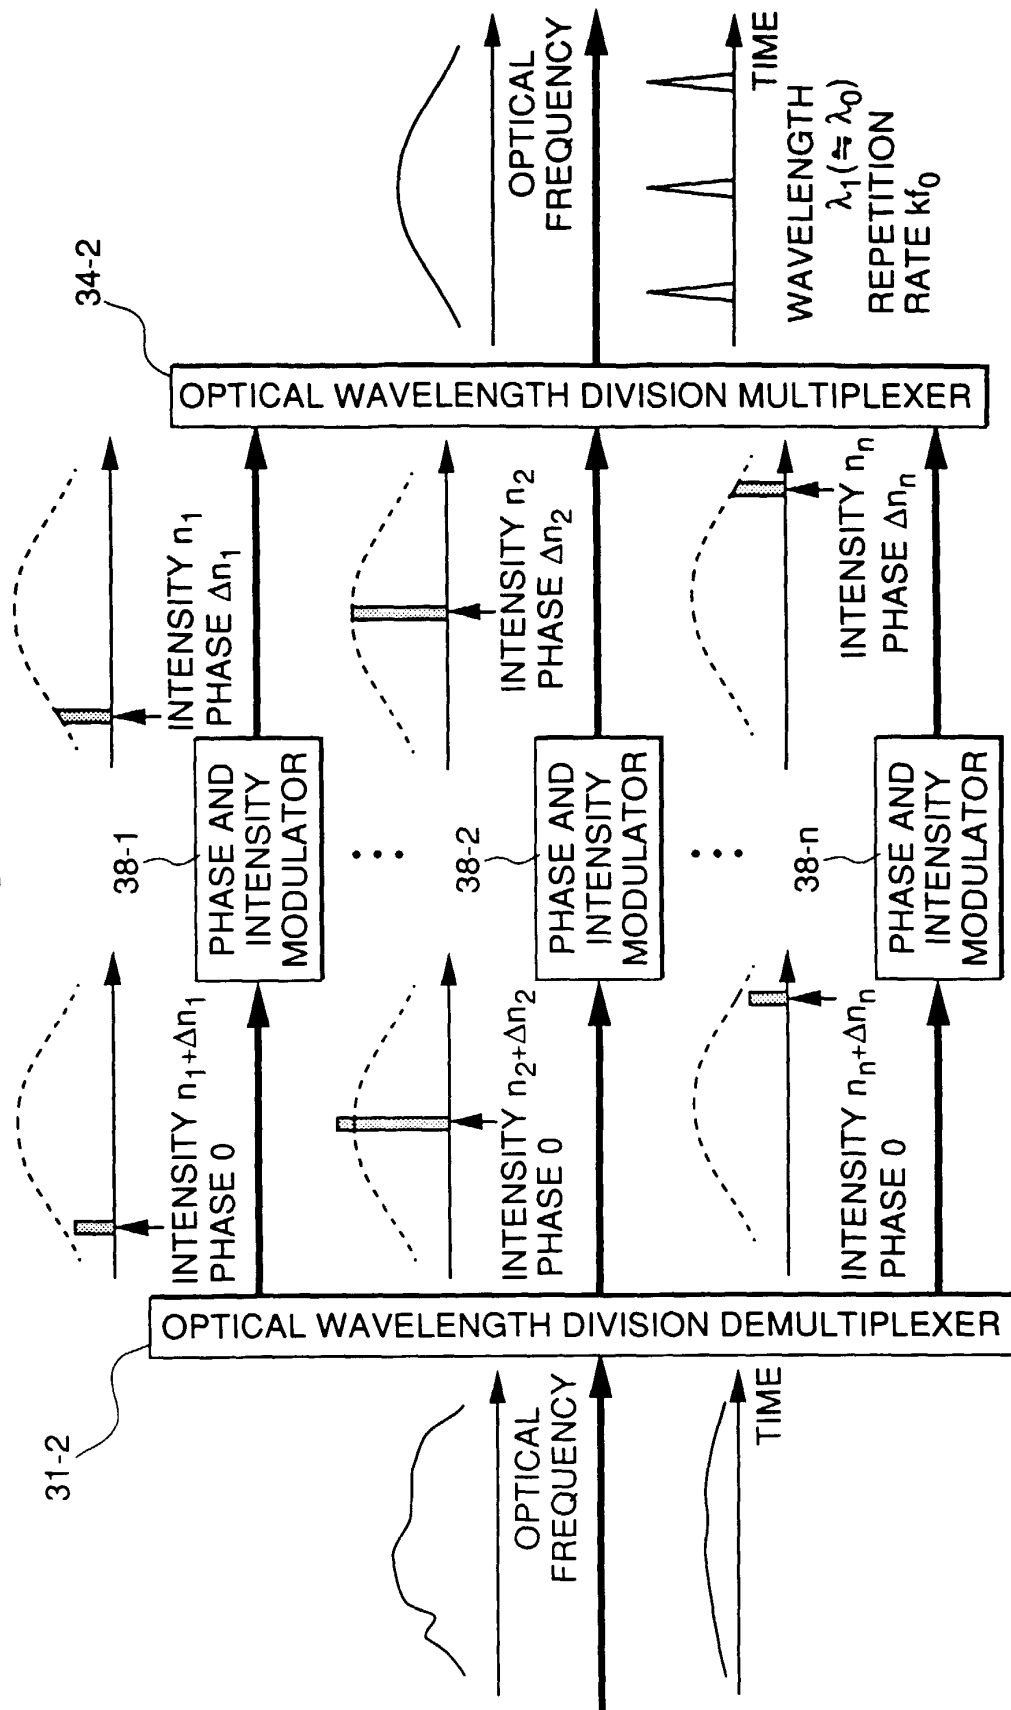 31-2
OPTICAL
FREQUENCY
TIME
OPTICAL WAVELENGTH DIVISION DEMULTIPLEXER
INTENSITY n₁+Δn₁
PHASE 0
INTENSITY n₂+Δn₂
PHASE 0
INTENSITY nₙ+Δnₙ
PHASE 0
38-1
PHASE AND
INTENSITY
MODULATOR
•••
38-2
PHASE AND
INTENSITY
MODULATOR
•••
38-n
PHASE AND
INTENSITY
MODULATOR
INTENSITY n₁
PHASE Δn₁
INTENSITY n₂
PHASE Δn₂
INTENSITY nₙ
PHASE Δnₙ
34-2
OPTICAL WAVELENGTH DIVISION MULTIPLEXER
OPTICAL
FREQUENCY
TIME
WAVELENGTH
λ₁(≒λ₀)
REPETITION
RATE kf₀